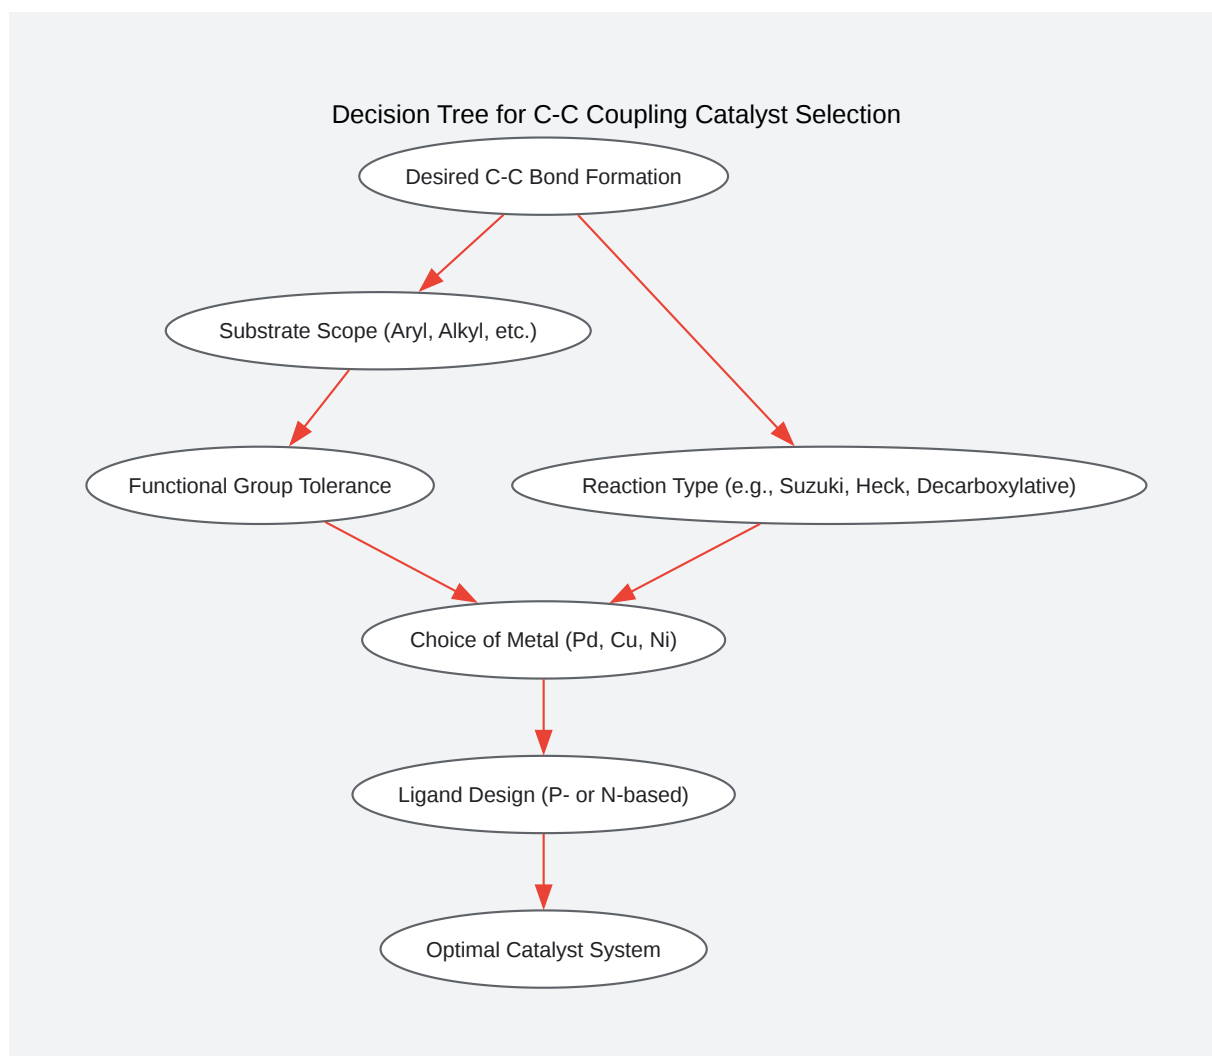 Decision Tree for C-C Coupling Catalyst Selection
Desired C-C Bond Formation
Substrate Scope (Aryl, Alkyl, etc.)
Functional Group Tolerance
Reaction Type (e.g., Suzuki, Heck, Decarboxylative)
Choice of Metal (Pd, Cu, Ni)
Ligand Design (P- or N-based)
Optimal Catalyst System